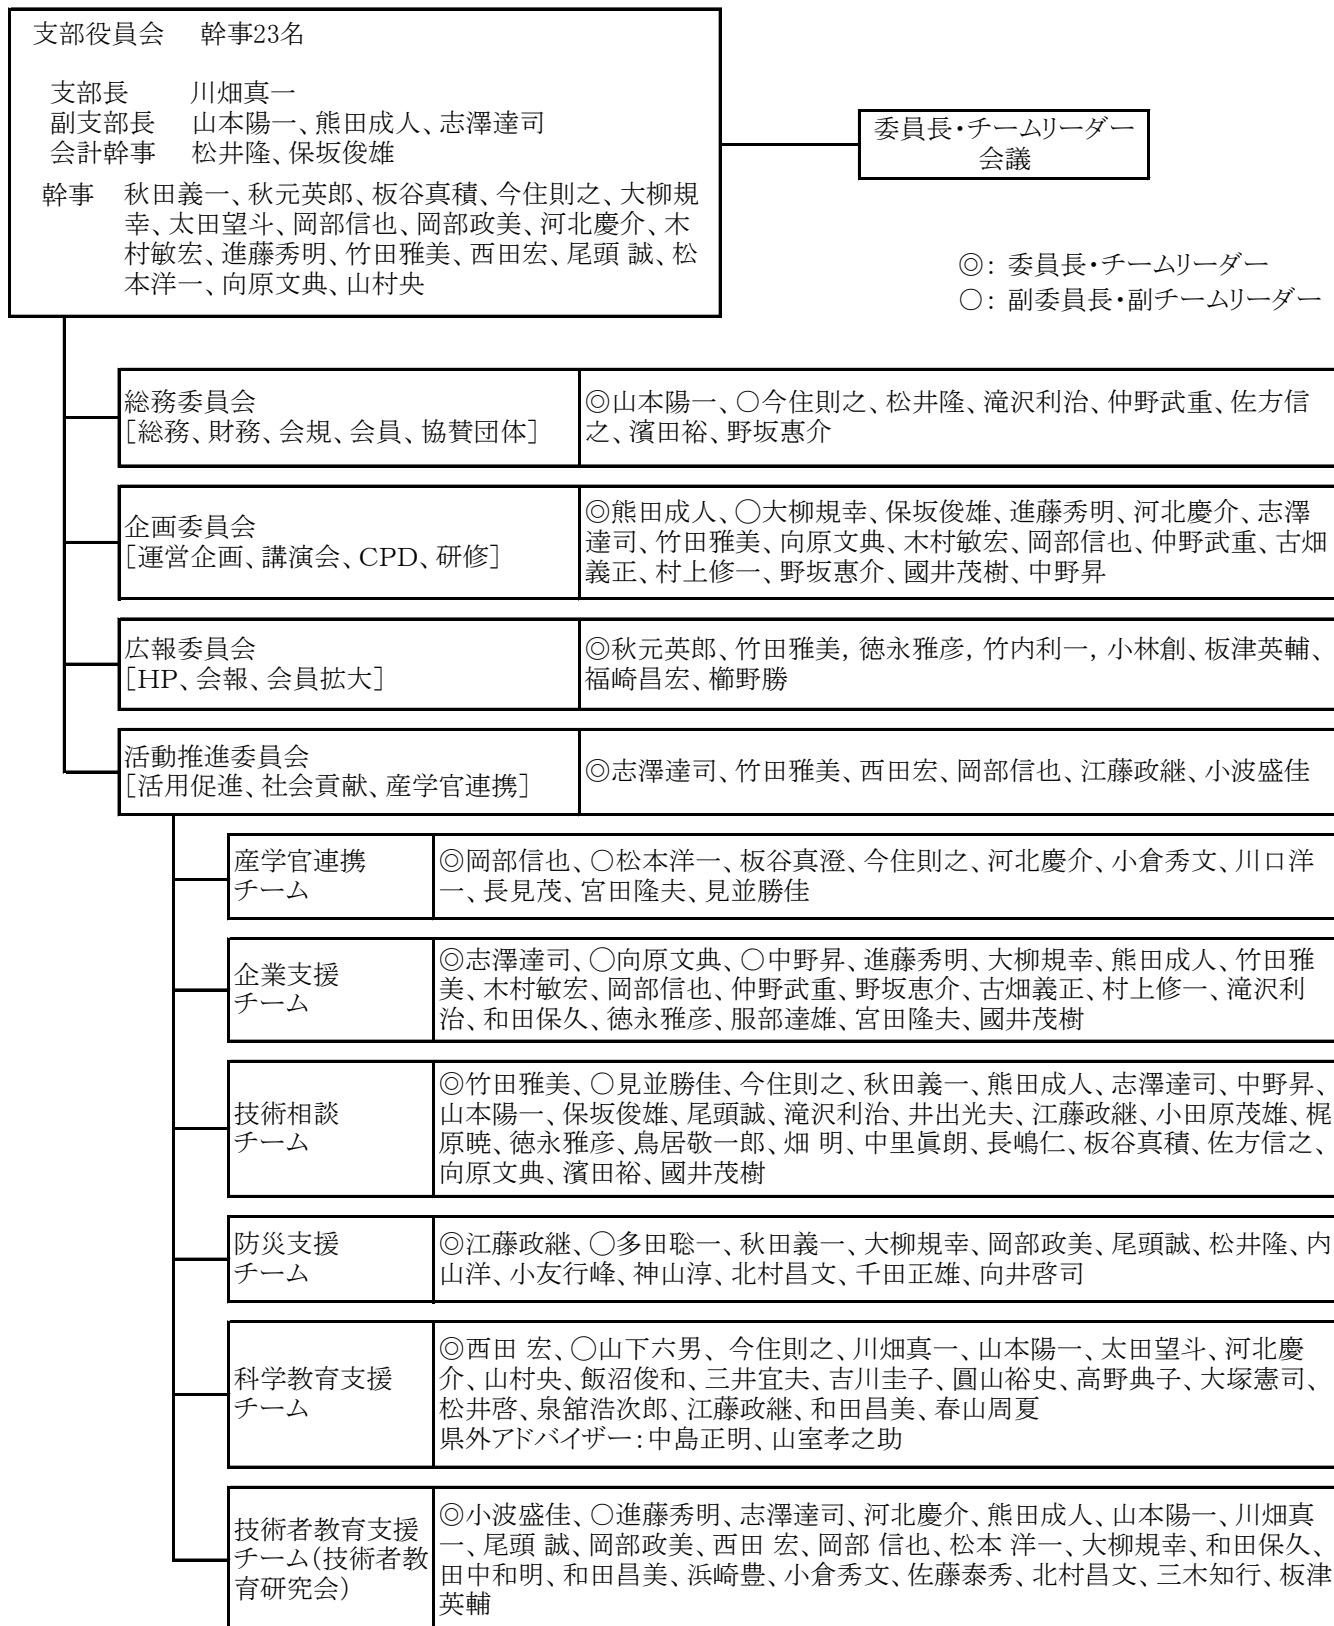 支部役員会 幹事23名
支部長 川畑真一
副支部長 山本陽一、熊田成人、志澤達司
会計幹事 松井隆、保坂俊雄
幹事 秋田義一、秋元英郎、板谷真積、今住則之、大柳規
幸、太田望斗、岡部信也、岡部政美、河北慶介、木
村敏宏、進藤秀明、竹田雅美、西田宏、尾頭 誠、松
本洋一、向原文典、山村央
委員長・チームリーダー
会議
◎: 委員長・チームリーダー
○: 副委員長・副チームリーダー
総務委員会
[総務、財務、会規、会員、協賛団体]
◎山本陽一、○今住則之、松井隆、滝沢利治、仲野武重、佐方信
之、濱田裕、野坂惠介
企画委員会
[運営企画、講演会、CPD、研修]
◎熊田成人、○大柳規幸、保坂俊雄、進藤秀明、河北慶介、志澤
達司、竹田雅美、向原文典、木村敏宏、岡部信也、仲野武重、古畑
義正、村上修一、野坂惠介、國井茂樹、中野昇
広報委員会
[HP、会報、会員拡大]
◎秋元英郎、竹田雅美, 徳永雅彦, 竹内利一, 小林創、板津英輔、
福崎昌宏、櫛野勝
活動推進委員会
[活用促進、社会貢献、産学官連携]
◎志澤達司、竹田雅美、西田宏、岡部信也、江藤政継、小波盛佳
産学官連携
チーム
◎岡部信也、○松本洋一、板谷真澄、今住則之、河北慶介、小倉秀文、川口洋
一、長見茂、宮田隆夫、見並勝佳
企業支援
チーム
◎志澤達司、○向原文典、○中野昇、進藤秀明、大柳規幸、熊田成人、竹田雅
美、木村敏宏、岡部信也、仲野武重、野坂恵介、古畑義正、村上修一、滝沢利
治、和田保久、徳永雅彦、服部達雄、宮田隆夫、國井茂樹
技術相談
チーム
◎竹田雅美、○見並勝佳、今住則之、秋田義一、熊田成人、志澤達司、中野昇、
山本陽一、保坂俊雄、尾頭誠、滝沢利治、井出光夫、江藤政継、小田原茂雄、梶
原暁、徳永雅彦、鳥居敬一郎、畑 明、中里眞朗、長嶋仁、板谷真積、佐方信之、
向原文典、濱田裕、國井茂樹
防災支援
チーム
◎江藤政継、○多田聡一、秋田義一、大柳規幸、岡部政美、尾頭誠、松井隆、内
山洋、小友行峰、神山淳、北村昌文、千田正雄、向井啓司
科学教育支援
チーム
◎西田 宏、○山下六男、今住則之、川畑真一、山本陽一、太田望斗、河北慶
介、山村央、飯沼俊和、三井宜夫、吉川圭子、圓山裕史、高野典子、大塚憲司、
松井啓、泉舘浩次郎、江藤政継、和田昌美、春山周夏
県外アドバイザー:中島正明、山室孝之助
技術者教育支援
チーム(技術者教
育研究会)
◎小波盛佳、○進藤秀明、志澤達司、河北慶介、熊田成人、山本陽一、川畑真
一、尾頭 誠、岡部政美、西田 宏、岡部 信也、松本 洋一、大柳規幸、和田保久、
田中和明、和田昌美、浜崎豊、小倉秀文、佐藤泰秀、北村昌文、三木知行、板津
英輔